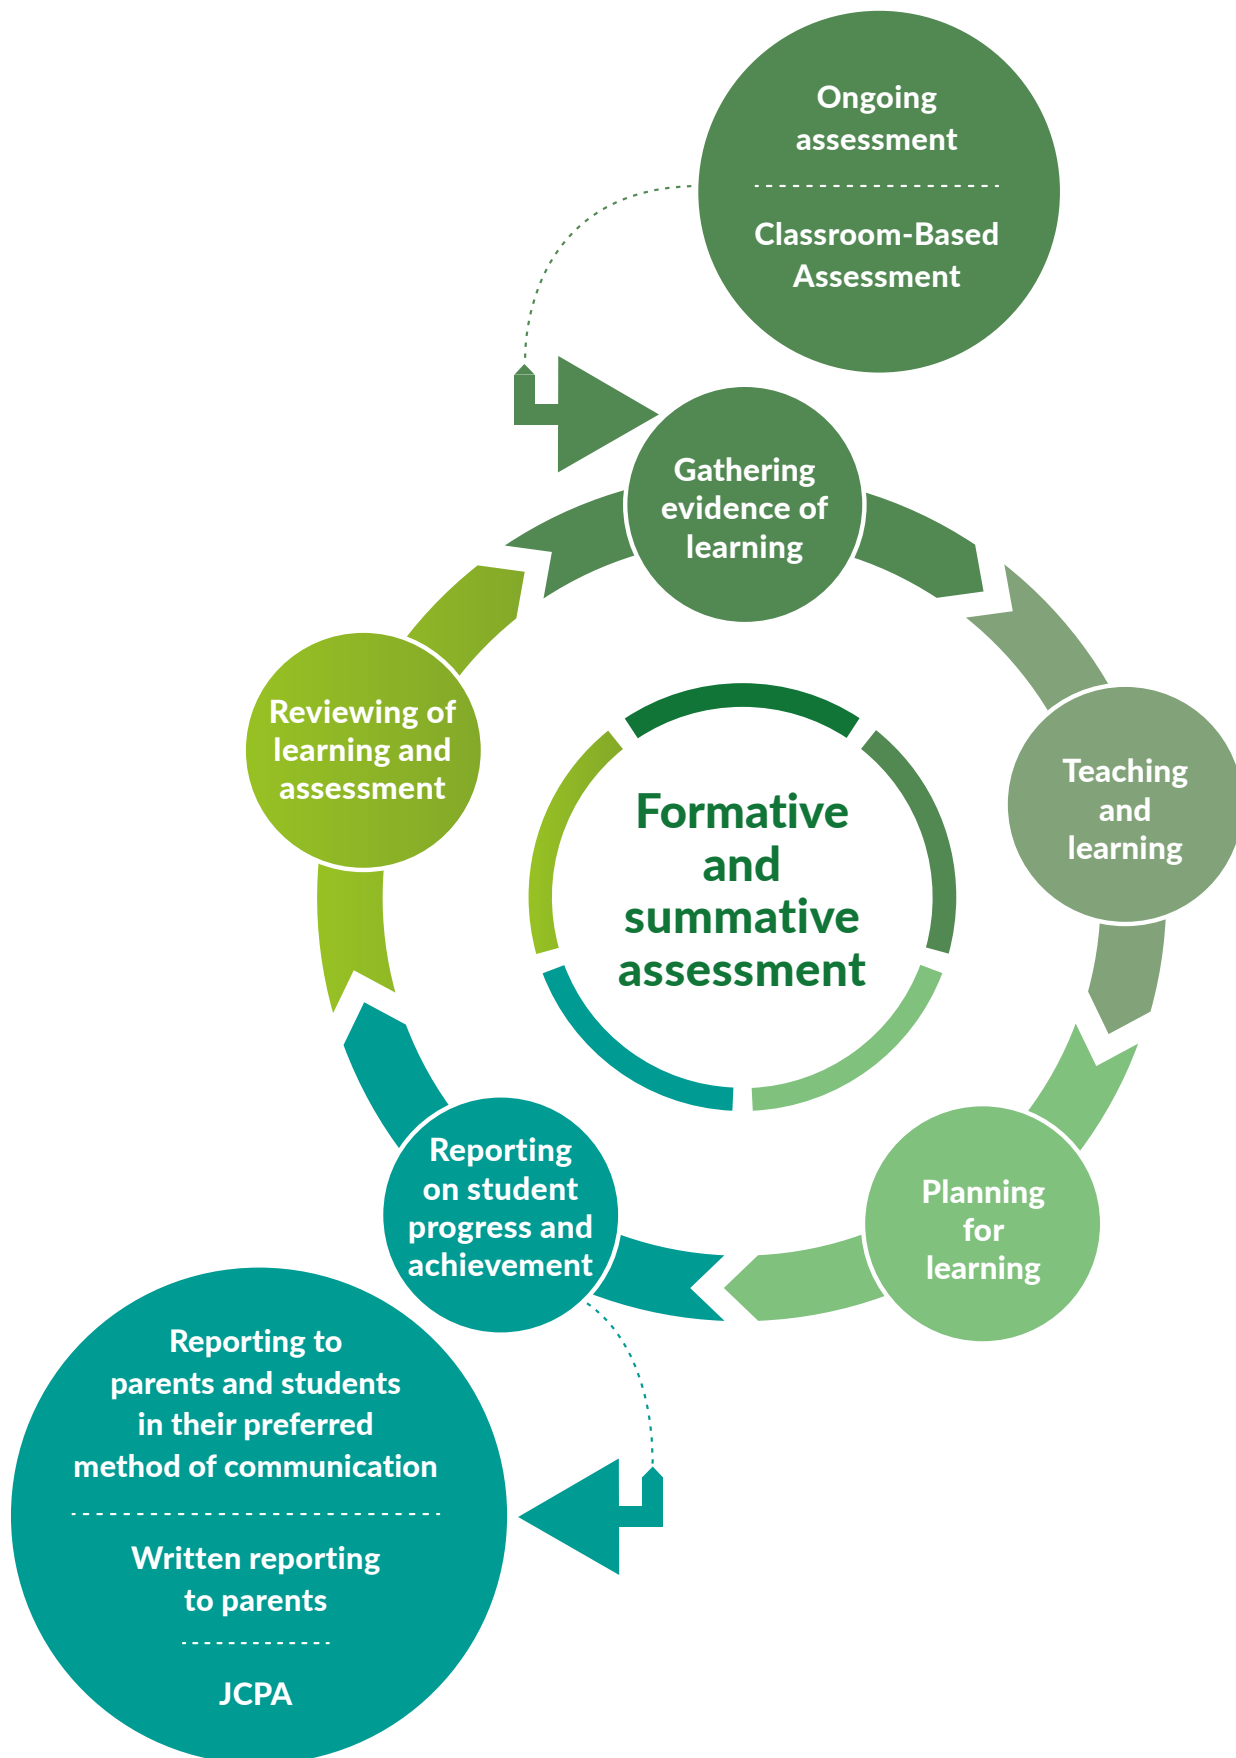 Ongoing
assessment
Classroom-Based
Assessment
Gathering
evidence of
learning
Teaching
and
learning
Planning
for
learning
Reporting
on student
progress and
achievement
Reviewing of
learning and
assessment
Formative
and
summative
assessment
Reporting to
parents and students
in their preferred
method of communication
Written reporting
to parents
JCPA